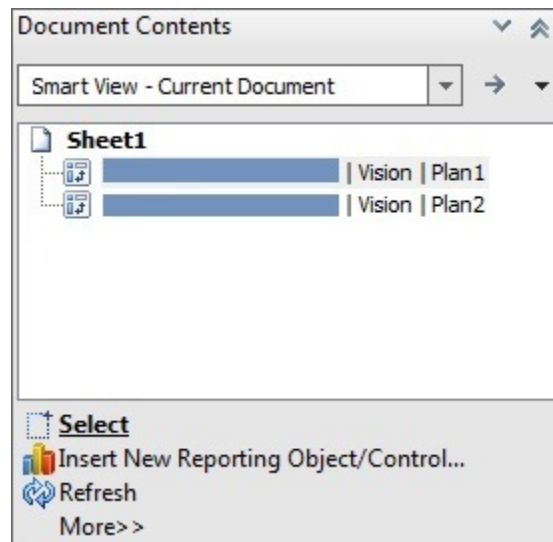 Document Contents
Smart View - Current Document
Sheet1
| Vision | Plan1
| Vision | Plan2
Select
Insert New Reporting Object/Control...
Refresh
More>>